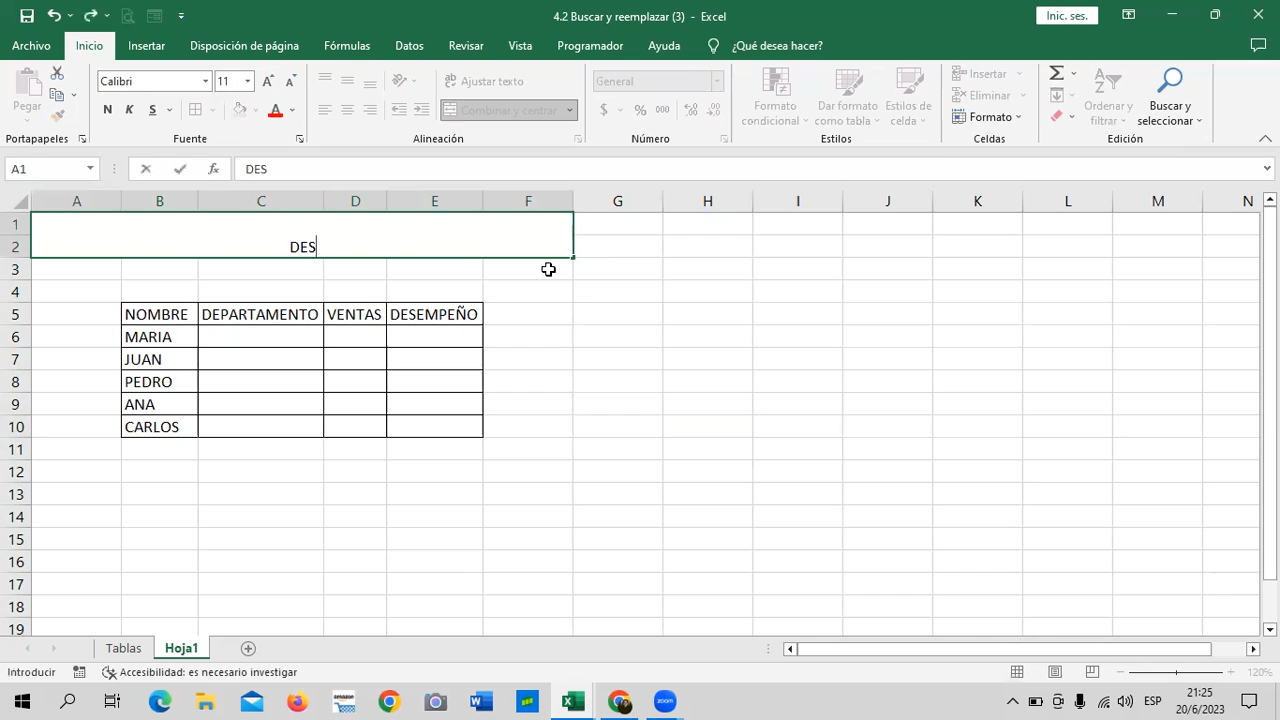 4.2 Buscar y reemplazar (3) - Excel
Inic. ses.
Archivo Inicio Insertar Disposición de página Fórmulas Datos Revisar Vista Programador Ayuda ¿Qué desea hacer?
Pegar
Calibri 11
N K S
Ajustar texto
Combinar y centrar
General
$ % 000
Formato condicional
Dar formato como tabla
Estilos de celda
Insertar
Eliminar
Formato
Ordenar y filtrar
Buscar y seleccionar
Portapapeles Fuente Alineación Número Estilos Celdas Edición
A1 fx DES
A B C D E F G H I J K L M N
1
2 DES
3
4
5 NOMBRE DEPARTAMENTO VENTAS DESEMPEÑO
6 MARIA
7 JUAN
8 PEDRO
9 ANA
10 CARLOS
11
12
13
14
15
16
17
18
19
Tablas Hoja1
Introducir Accesibilidad: es necesario investigar 120%
ESP 21:25
20/6/2023